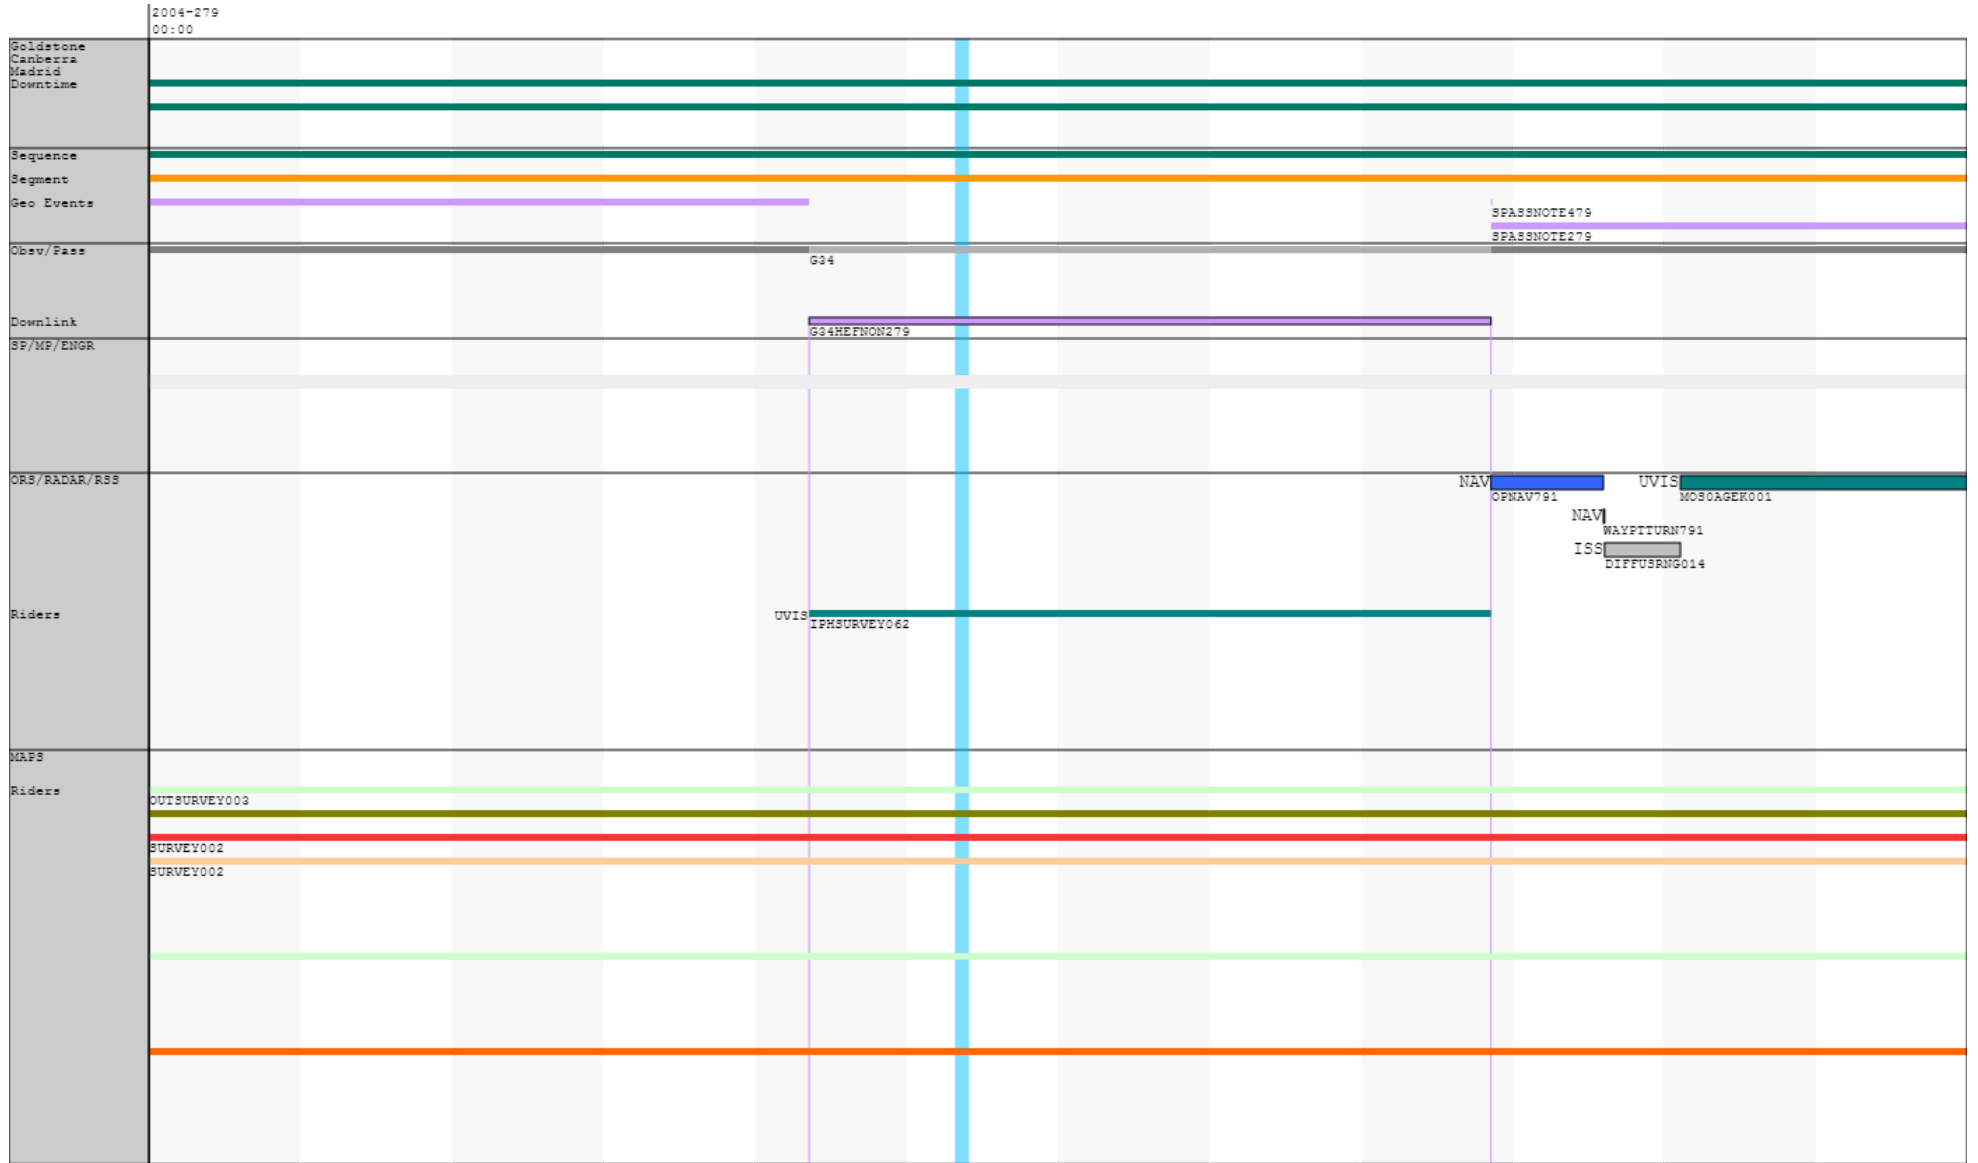 2004-279
00:00
Goldstone
Canberra
Madrid
Downtime
Sequence
Segment
Geo Events
SPASSNOTE479
SPASSNOTE279
Obsv/Pass
G34
Downlink
G34HEFNON279
SP/MP/ENGR
ORS/RADAR/RSS
NAV
OPNAV791
UVIS
MOS0AGEK001
NAV
WAYPTTURN791
ISS
DIFFUSRNG014
Riders
UVIS
IPHSURVEY062
MAPS
Riders
OUTSURVEY003
SURVEY002
SURVEY002